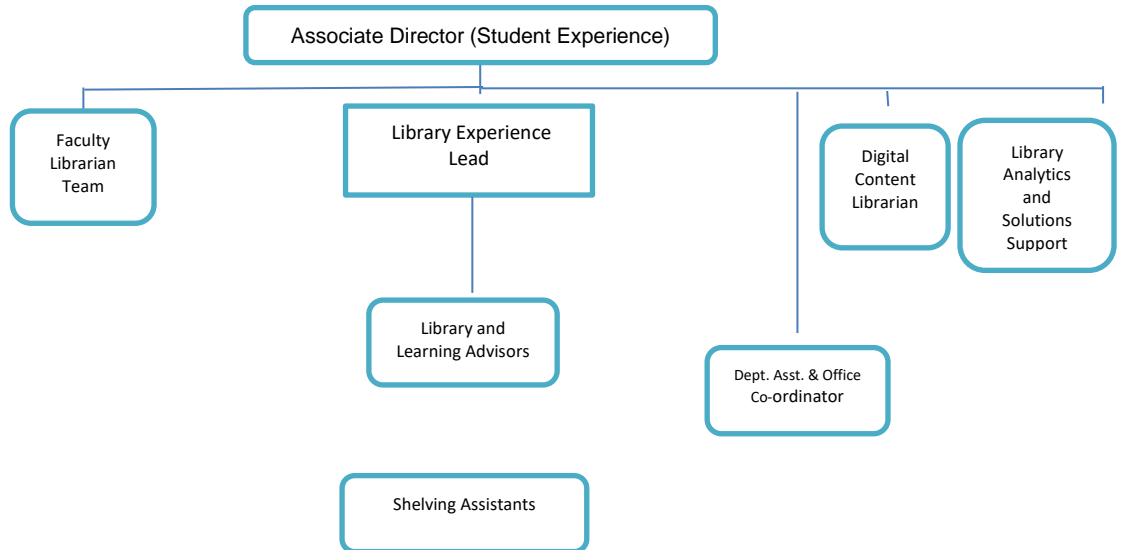 Associate Director (Student Experience)
Faculty
Librarian
Team
Library Experience
Lead
Digital
Content
Librarian
Library
Analytics
and
Solutions
Support
Library and
Learning Advisors
Dept. Asst. & Office
Co-ordinator
Shelving Assistants